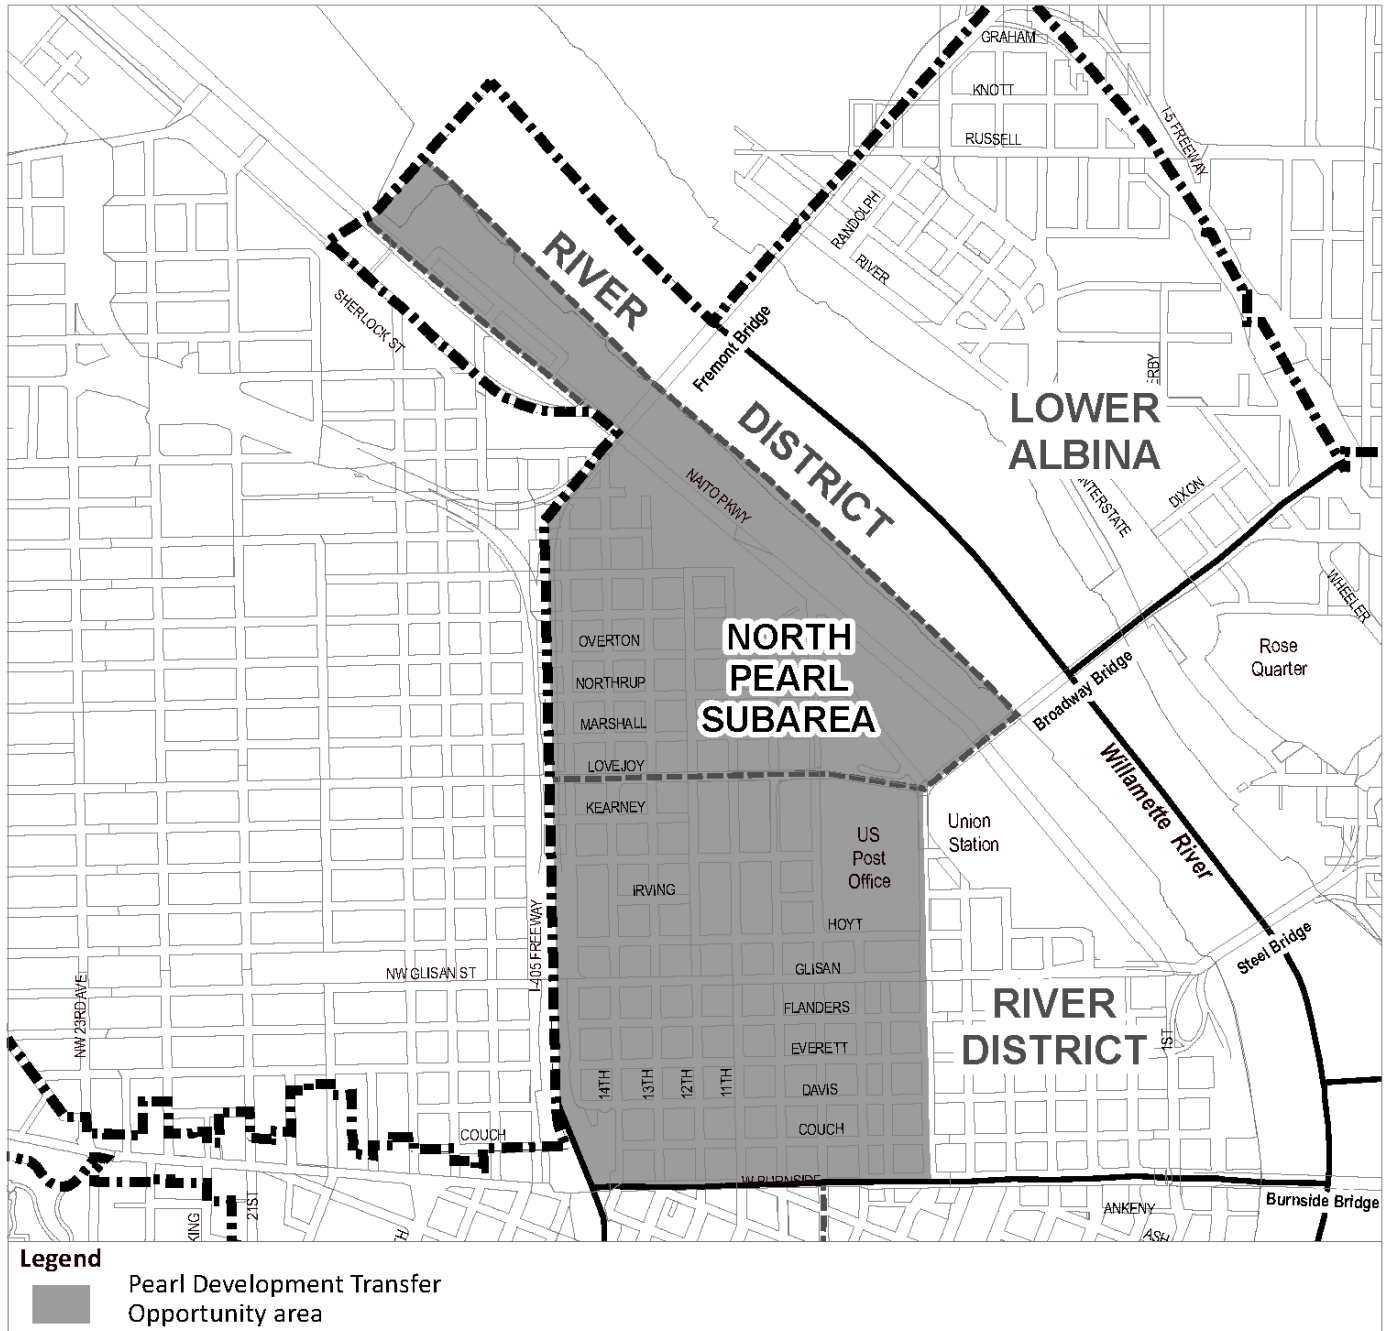 GRAHAM
KNOTT
I-5 FREEWAY
RUSSELL
RANDOLPH
RIVER
RIVER
SHERLOCK ST
Fremont Bridge
ERBY
LOWER
ALBINA
DISTRICT
NAITO PKWY
DIXON
INTERSTATE
WHEELER
OVERTON
NORTH
PEARL
SUBAREA
Rose
Quarter
NORTHRUP
Broadway Bridge
MARSHALL
LOVEJOY
Willamette River
KEARNEY
US
Post
Office
Union
Station
IRVING
HOYT
I-405 FREEWAY
Steel Bridge
NW GLISAN ST
GLISAN
NW 23RD AVE
FLANDERS
RIVER
DISTRICT
1ST
EVERETT
14TH
13TH
12TH
11TH
DAVIS
COUCH
COUCH
W BURNSIDE
Burnside Bridge
21ST
KING
TH
ANKENY
ASH
Legend
Pearl Development Transfer
Opportunity area